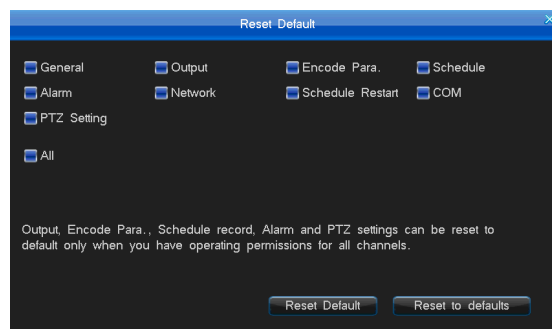 Reset Default
General Output Encode Para. Schedule
Alarm Network Schedule Restart COM
PTZ Setting
All
Output, Encode Para., Schedule record, Alarm and PTZ settings can be reset to
default only when you have operating permissions for all channels.
Reset Default Reset to defaults